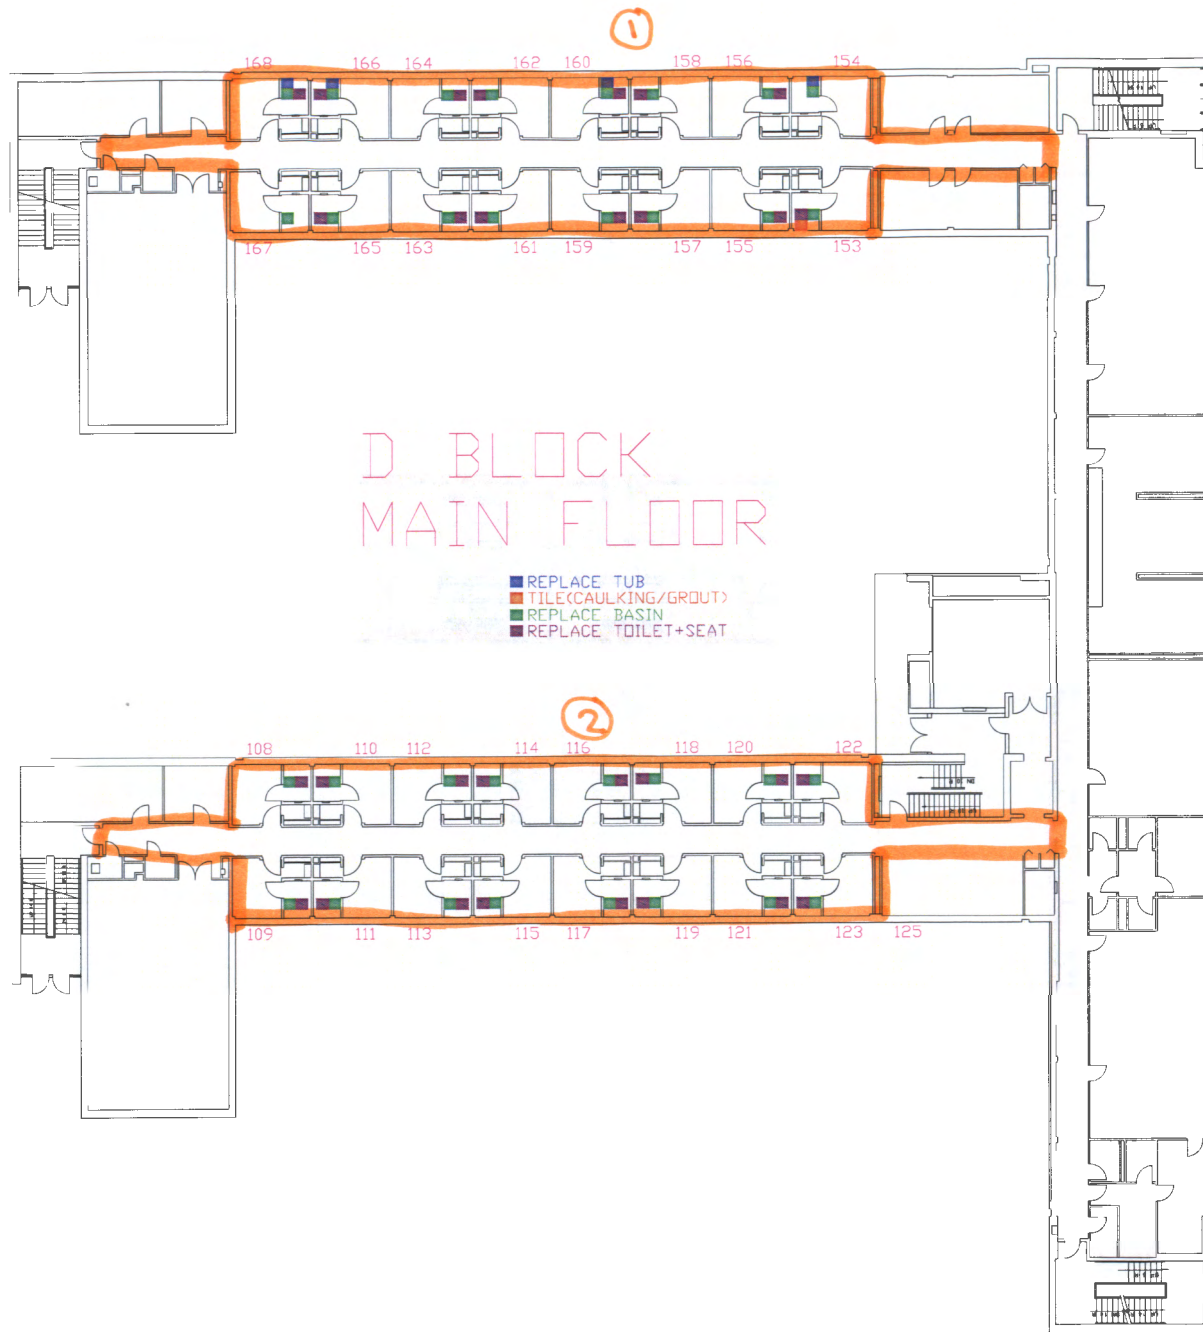 1
168 166 164 162 160 158 156 154
167 165 163 161 159 157 155 153
D BLOCK
MAIN FLOOR
REPLACE TUB
TILE(CAULKING/GROUT)
REPLACE BASIN
REPLACE TOILET+SEAT
2
108 110 112 114 116 118 120 122
109 111 113 115 117 119 121 123 125